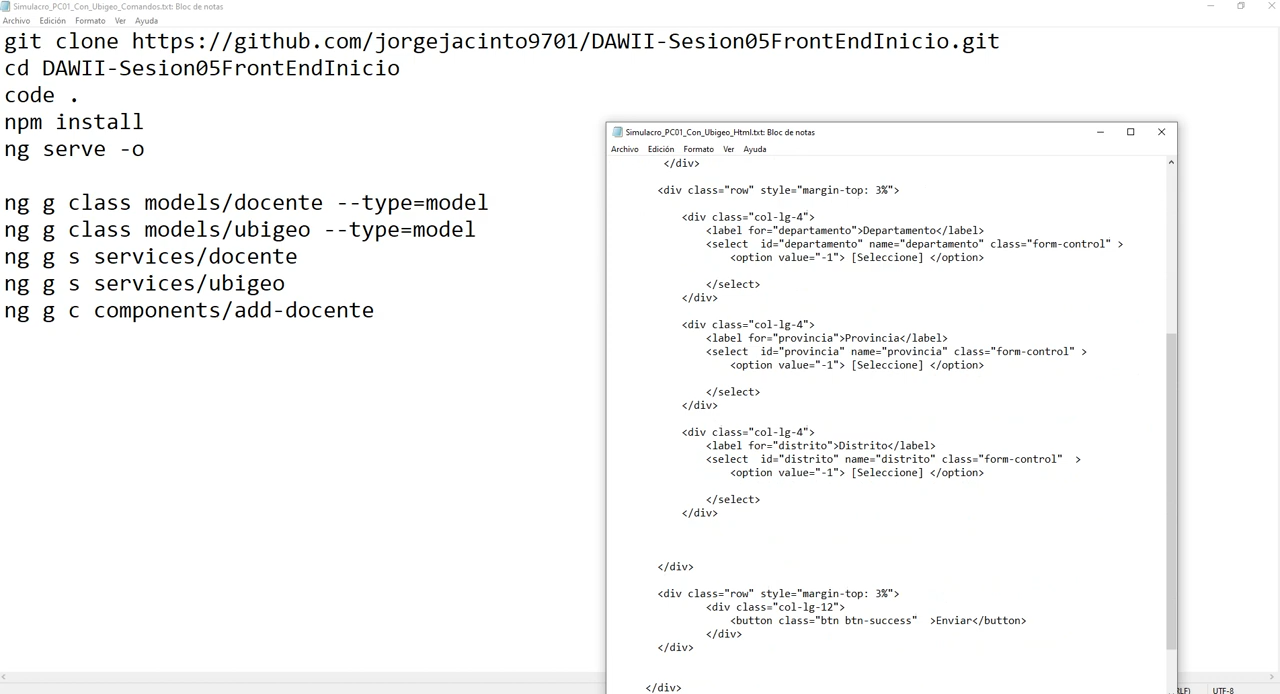 Simulacro_PC01_Con_Ubigeo_Comandos.txt: Bloc de notas
Archivo Edición Formato Ver Ayuda
git clone https://github.com/jorgejacinto9701/DAWII-Sesion05FrontEndInicio.git
cd DAWII-Sesion05FrontEndInicio
code .
npm install
ng serve -o
ng g class models/docente --type=model
ng g class models/ubigeo --type=model
ng g s services/docente
ng g s services/ubigeo
ng g c components/add-docente
Simulacro_PC01_Con_Ubigeo_Html.txt: Bloc de notas
Archivo Edición Formato Ver Ayuda
</div>
<div class="row" style="margin-top: 3%">
<div class="col-lg-4">
<label for="departamento">Departamento</label>
<select  id="departamento" name="departamento" class="form-control" >
<option value="-1"> [Seleccione] </option>
</select>
</div>
<div class="col-lg-4">
<label for="provincia">Provincia</label>
<select  id="provincia" name="provincia" class="form-control" >
<option value="-1"> [Seleccione] </option>
</select>
</div>
<div class="col-lg-4">
<label for="distrito">Distrito</label>
<select  id="distrito" name="distrito" class="form-control"  >
<option value="-1"> [Seleccione] </option>
</select>
</div>
</div>
<div class="row" style="margin-top: 3%">
<div class="col-lg-12">
<button class="btn btn-success"  >Enviar</button>
</div>
</div>
</div>
RLF) UTF-8